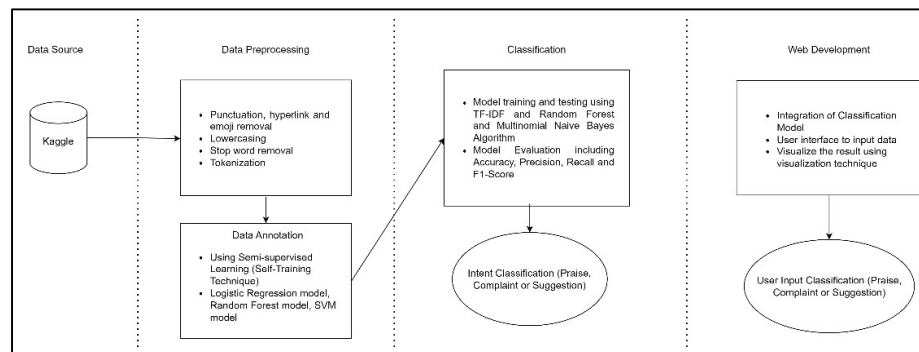 Data Source
Kaggle
Data Preprocessing
Punctuation, hyperlink and
emoji removal
Lowercasing
Stop word removal
Tokenization
Data Annotation
Using Semi-supervised
Learning (Self-Training
Technique)
Logistic Regression model,
Random Forest model, SVM
model
Classification
Model training and testing using
TF-IDF and Random Forest
and Multinomial Naive Bayes
Algorithm
Model Evaluation including
Accuracy, Precision, Recall and
F1-Score
Intent Classification (Praise,
Complaint or Suggestion)
Web Development
Integration of Classification
Model
User interface to input data
Visualize the result using
visualization technique
User Input Classification (Praise,
Complaint or Suggestion)